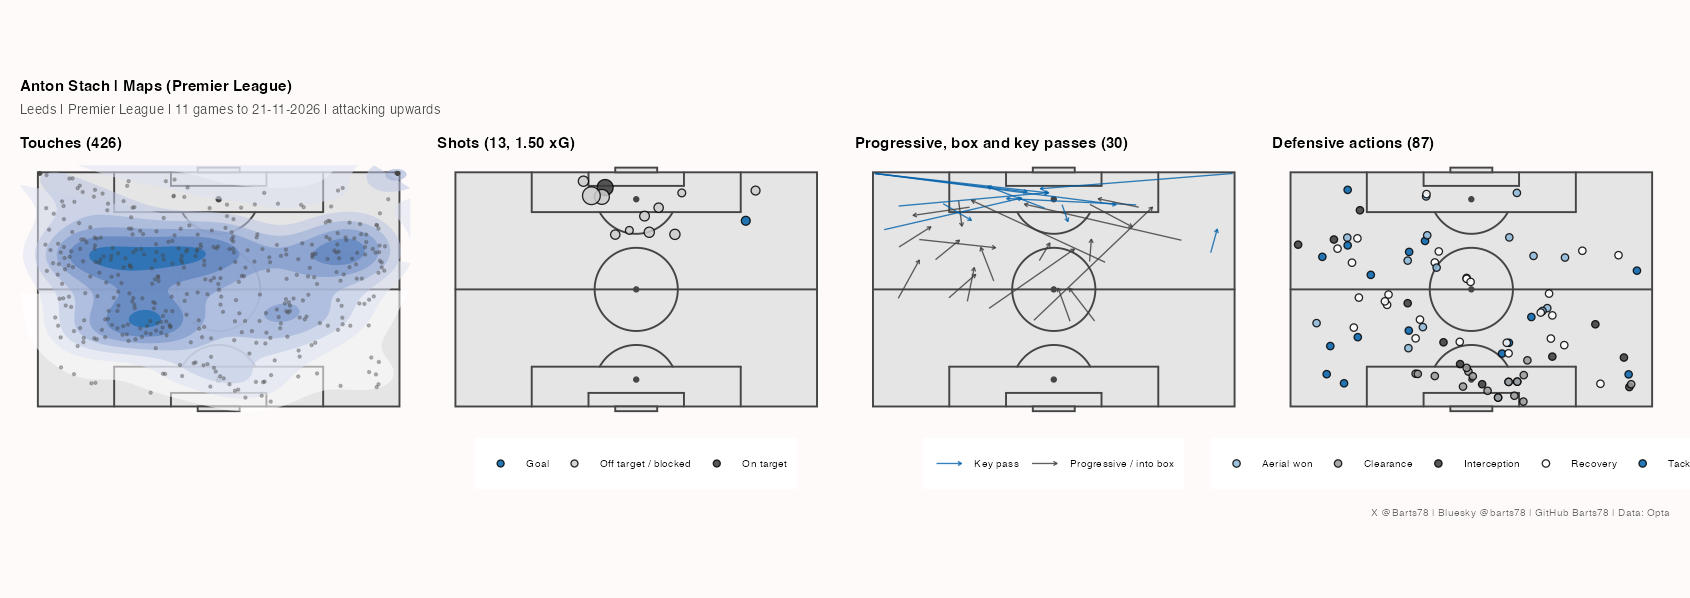 Anton Stach | Maps (Premier League)
Leeds | Premier League | 11 games to 21-11-2026 | attacking upwards
Touches (426)
Shots (13, 1.50 xG)
Progressive, box and key passes (30)
Defensive actions (87)
Goal
Off target / blocked
On target
Key pass
Progressive / into box
Aerial won
Clearance
Interception
Recovery
Tack
X @Barts78 | Bluesky @barts78 | GitHub Barts78 | Data: Opta